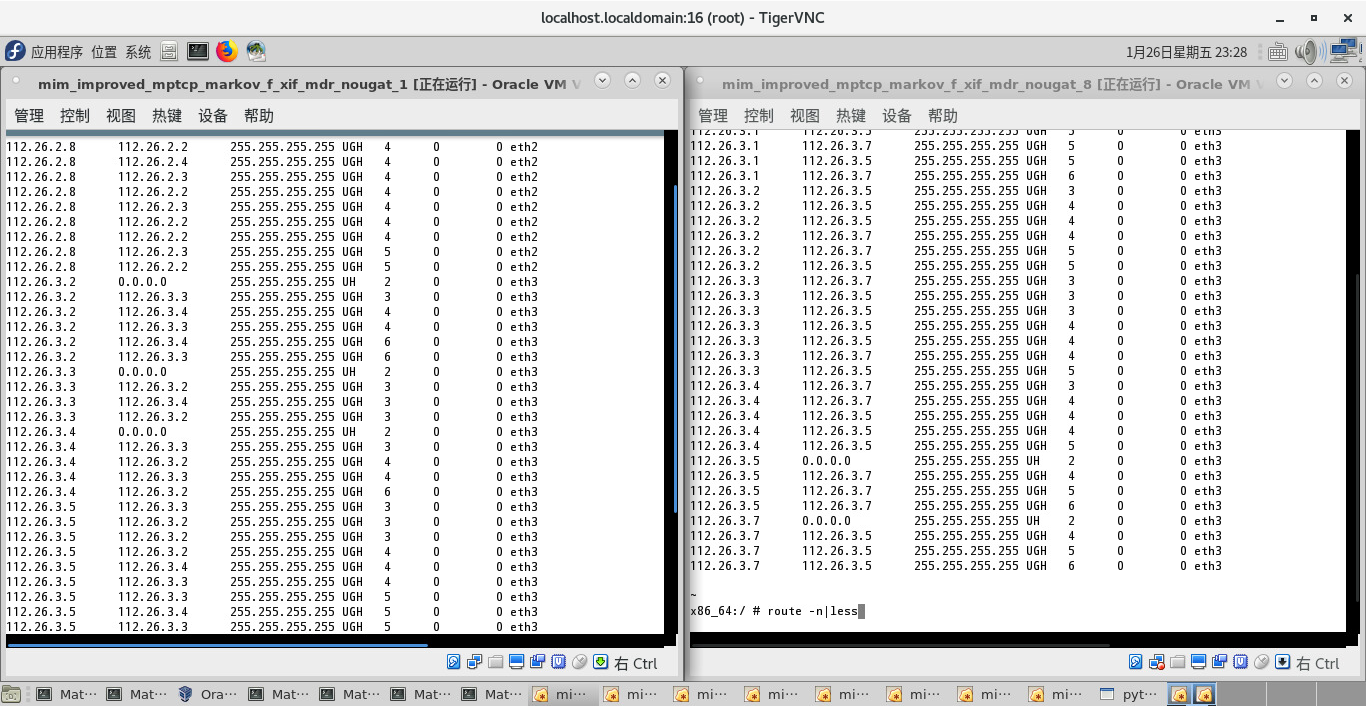 localhost.localdomain:16 (root) - TigerVNC
应用程序 位置 系统
1月26日星期五 23:28
mim_improved_mptcp_markov_f_xif_mdr_nougat_1 [正在运行] - Oracle VM V
管理 控制 视图 热键 设备 帮助
112.26.2.8 112.26.2.2 255.255.255.255 UGH 4 0 0 eth2
112.26.2.8 112.26.2.4 255.255.255.255 UGH 4 0 0 eth2
112.26.2.8 112.26.2.3 255.255.255.255 UGH 4 0 0 eth2
112.26.2.8 112.26.2.2 255.255.255.255 UGH 4 0 0 eth2
112.26.2.8 112.26.2.3 255.255.255.255 UGH 4 0 0 eth2
112.26.2.8 112.26.2.2 255.255.255.255 UGH 4 0 0 eth2
112.26.2.8 112.26.2.2 255.255.255.255 UGH 4 0 0 eth2
112.26.2.8 112.26.2.3 255.255.255.255 UGH 5 0 0 eth2
112.26.2.8 112.26.2.2 255.255.255.255 UGH 5 0 0 eth2
112.26.3.2 0.0.0.0 255.255.255.255 UH 2 0 0 eth3
112.26.3.2 112.26.3.3 255.255.255.255 UGH 3 0 0 eth3
112.26.3.2 112.26.3.4 255.255.255.255 UGH 4 0 0 eth3
112.26.3.2 112.26.3.3 255.255.255.255 UGH 4 0 0 eth3
112.26.3.2 112.26.3.4 255.255.255.255 UGH 6 0 0 eth3
112.26.3.2 112.26.3.3 255.255.255.255 UGH 6 0 0 eth3
112.26.3.3 0.0.0.0 255.255.255.255 UH 2 0 0 eth3
112.26.3.3 112.26.3.2 255.255.255.255 UGH 3 0 0 eth3
112.26.3.3 112.26.3.4 255.255.255.255 UGH 3 0 0 eth3
112.26.3.3 112.26.3.2 255.255.255.255 UGH 3 0 0 eth3
112.26.3.4 0.0.0.0 255.255.255.255 UH 2 0 0 eth3
112.26.3.4 112.26.3.3 255.255.255.255 UGH 3 0 0 eth3
112.26.3.4 112.26.3.2 255.255.255.255 UGH 4 0 0 eth3
112.26.3.4 112.26.3.3 255.255.255.255 UGH 4 0 0 eth3
112.26.3.4 112.26.3.2 255.255.255.255 UGH 6 0 0 eth3
112.26.3.5 112.26.3.3 255.255.255.255 UGH 3 0 0 eth3
112.26.3.5 112.26.3.2 255.255.255.255 UGH 3 0 0 eth3
112.26.3.5 112.26.3.2 255.255.255.255 UGH 3 0 0 eth3
112.26.3.5 112.26.3.2 255.255.255.255 UGH 4 0 0 eth3
112.26.3.5 112.26.3.4 255.255.255.255 UGH 4 0 0 eth3
112.26.3.5 112.26.3.3 255.255.255.255 UGH 4 0 0 eth3
112.26.3.5 112.26.3.3 255.255.255.255 UGH 5 0 0 eth3
112.26.3.5 112.26.3.4 255.255.255.255 UGH 5 0 0 eth3
112.26.3.5 112.26.3.3 255.255.255.255 UGH 5 0 0 eth3
右 Ctrl
mim_improved_mptcp_markov_f_xif_mdr_nougat_8 [正在运行] - Oracle VM V
管理 控制 视图 热键 设备 帮助
112.26.3.1 112.26.3.5 255.255.255.255 UGH 5 0 0 eth3
112.26.3.1 112.26.3.7 255.255.255.255 UGH 5 0 0 eth3
112.26.3.1 112.26.3.5 255.255.255.255 UGH 5 0 0 eth3
112.26.3.1 112.26.3.7 255.255.255.255 UGH 6 0 0 eth3
112.26.3.2 112.26.3.5 255.255.255.255 UGH 3 0 0 eth3
112.26.3.2 112.26.3.5 255.255.255.255 UGH 4 0 0 eth3
112.26.3.2 112.26.3.5 255.255.255.255 UGH 4 0 0 eth3
112.26.3.2 112.26.3.7 255.255.255.255 UGH 4 0 0 eth3
112.26.3.2 112.26.3.7 255.255.255.255 UGH 5 0 0 eth3
112.26.3.2 112.26.3.5 255.255.255.255 UGH 5 0 0 eth3
112.26.3.3 112.26.3.7 255.255.255.255 UGH 3 0 0 eth3
112.26.3.3 112.26.3.5 255.255.255.255 UGH 3 0 0 eth3
112.26.3.3 112.26.3.5 255.255.255.255 UGH 3 0 0 eth3
112.26.3.3 112.26.3.5 255.255.255.255 UGH 4 0 0 eth3
112.26.3.3 112.26.3.5 255.255.255.255 UGH 4 0 0 eth3
112.26.3.3 112.26.3.7 255.255.255.255 UGH 4 0 0 eth3
112.26.3.3 112.26.3.5 255.255.255.255 UGH 5 0 0 eth3
112.26.3.4 112.26.3.7 255.255.255.255 UGH 3 0 0 eth3
112.26.3.4 112.26.3.7 255.255.255.255 UGH 4 0 0 eth3
112.26.3.4 112.26.3.5 255.255.255.255 UGH 4 0 0 eth3
112.26.3.4 112.26.3.5 255.255.255.255 UGH 4 0 0 eth3
112.26.3.4 112.26.3.5 255.255.255.255 UGH 5 0 0 eth3
112.26.3.5 0.0.0.0 255.255.255.255 UH 2 0 0 eth3
112.26.3.5 112.26.3.7 255.255.255.255 UGH 4 0 0 eth3
112.26.3.5 112.26.3.7 255.255.255.255 UGH 5 0 0 eth3
112.26.3.5 112.26.3.7 255.255.255.255 UGH 6 0 0 eth3
112.26.3.7 0.0.0.0 255.255.255.255 UH 2 0 0 eth3
112.26.3.7 112.26.3.5 255.255.255.255 UGH 4 0 0 eth3
112.26.3.7 112.26.3.5 255.255.255.255 UGH 5 0 0 eth3
112.26.3.7 112.26.3.5 255.255.255.255 UGH 6 0 0 eth3
~
x86_64:/ # route -n|less
右 Ctrl
Mat… Mat… Ora… Mat… Mat… Mat… Mat… mi… mi… mi… mi… mi… mi… mi… mi… pyt…